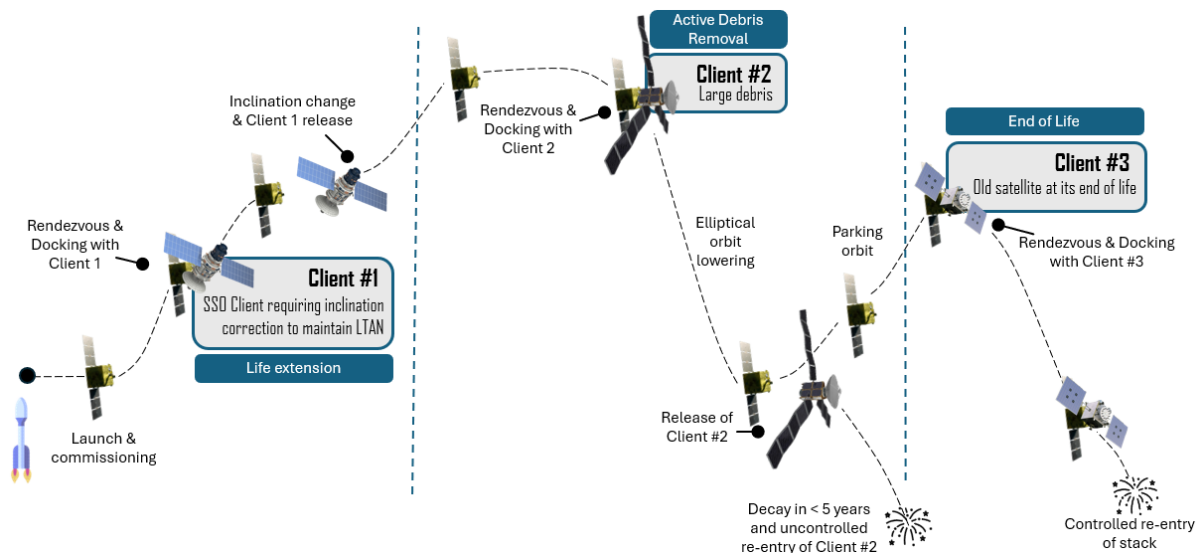 Launch &
commissioning
Rendezvous &
Docking with
Client 1
Client #1
SSO Client requiring inclination
correction to maintain LTAN
Life extension
Inclination change
& Client 1 release
Active Debris
Removal
Client #2
Large debris
Rendezvous &
Docking with
Client 2
Elliptical
orbit
lowering
Release of
Client #2
Decay in < 5 years
and uncontrolled
re-entry of Client #2
Parking
orbit
End of Life
Client #3
Old satellite at its end of life
Rendezvous & Docking
with Client #3
Controlled re-entry
of stack